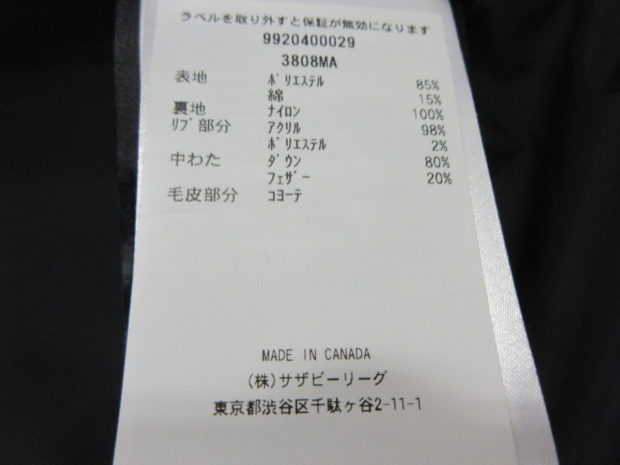 ラベルを取り外すと保証が無効になります
9920400029
3808MA
表地 ポリエステル 85%
綿 15%
裏地 ナイロン 100%
リブ部分 アクリル 98%
ポリエステル 2%
中わた ダウン 80%
フェザー 20%
毛皮部分 コヨーテ
MADE IN CANADA
(株)サザビーリーグ
東京都渋谷区千駄ヶ谷2-11-1